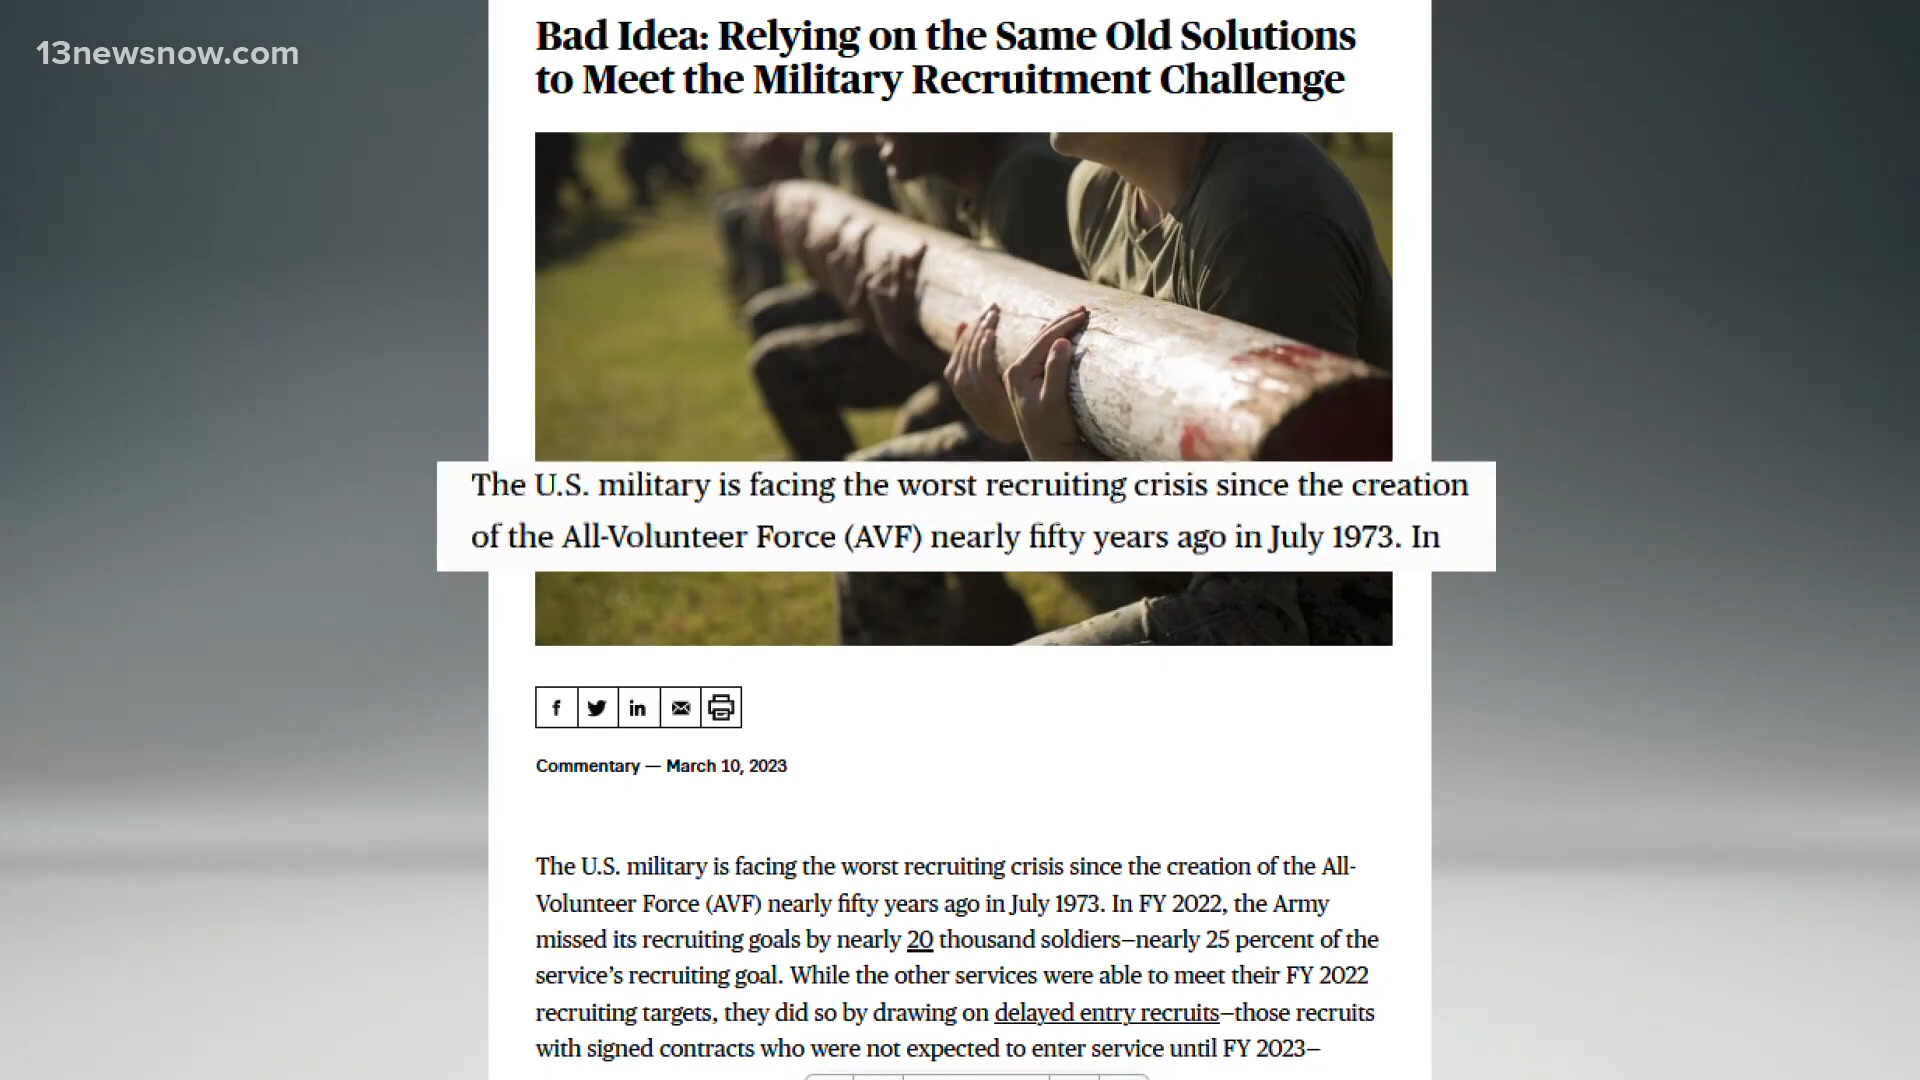 13newsnow.com
Bad Idea: Relying on the Same Old Solutions
to Meet the Military Recruitment Challenge
The U.S. military is facing the worst recruiting crisis since the creation
of the All-Volunteer Force (AVF) nearly fifty years ago in July 1973. In
Commentary — March 10, 2023
The U.S. military is facing the worst recruiting crisis since the creation of the All-
Volunteer Force (AVF) nearly fifty years ago in July 1973. In FY 2022, the Army
missed its recruiting goals by nearly 20 thousand soldiers—nearly 25 percent of the
service’s recruiting goal. While the other services were able to meet their FY 2022
recruiting targets, they did so by drawing on delayed entry recruits—those recruits
with signed contracts who were not expected to enter service until FY 2023—